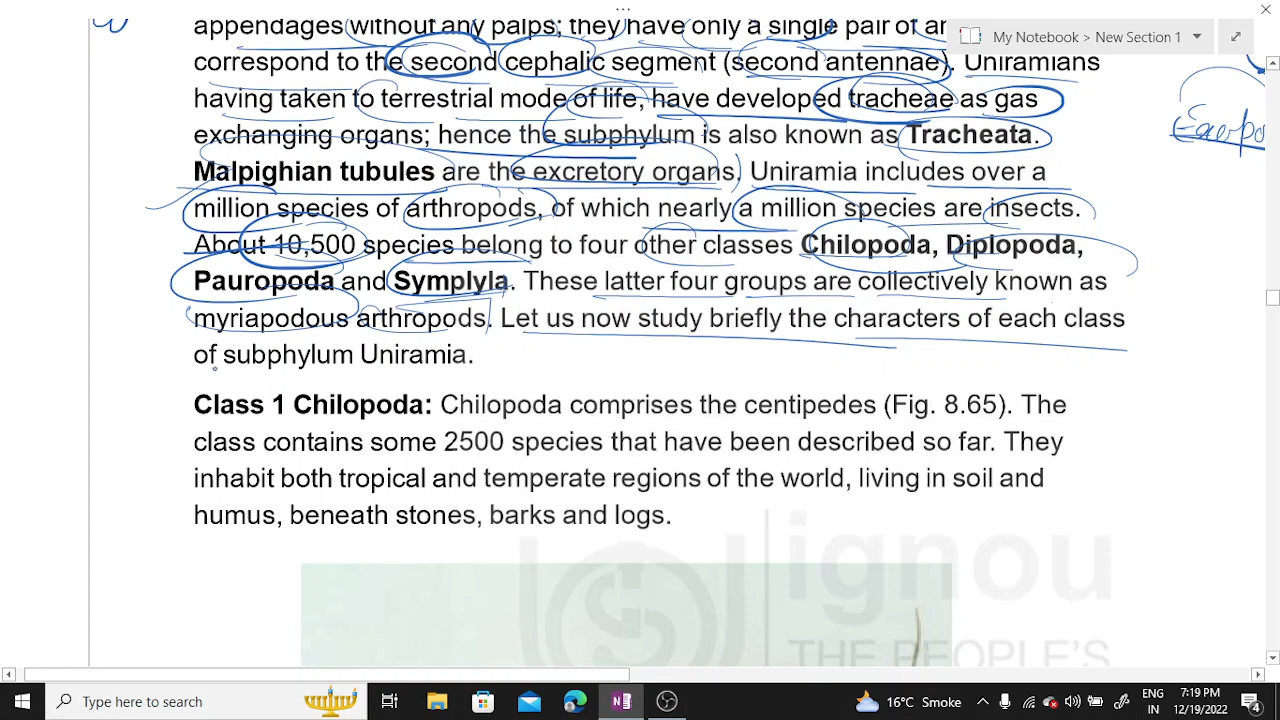 ...
appendages without any palps; they have only a single pair of
My Notebook > New Section 1
correspond to the second cephalic segment (second antennae). Uniramians
having taken to terrestrial mode of life, have developed tracheae as gas
exchanging organs; hence the subphylum is also known as Tracheata.
Malpighian tubules are the excretory organs. Uniramia includes over a
million species of arthropods, of which nearly a million species are insects.
About 10,500 species belong to four other classes Chilopoda, Diplopoda,
Pauropoda and Symplyla. These latter four groups are collectively known as
myriapodous arthropods. Let us now study briefly the characters of each class
of subphylum Uniramia.
Class 1 Chilopoda: Chilopoda comprises the centipedes (Fig. 8.65). The
class contains some 2500 species that have been described so far. They
inhabit both tropical and temperate regions of the world, living in soil and
humus, beneath stones, barks and logs.
ignou
THE PEOPLE'S
Type here to search
16°C Smoke
ENG
IN
7:19 PM
12/19/2022
4